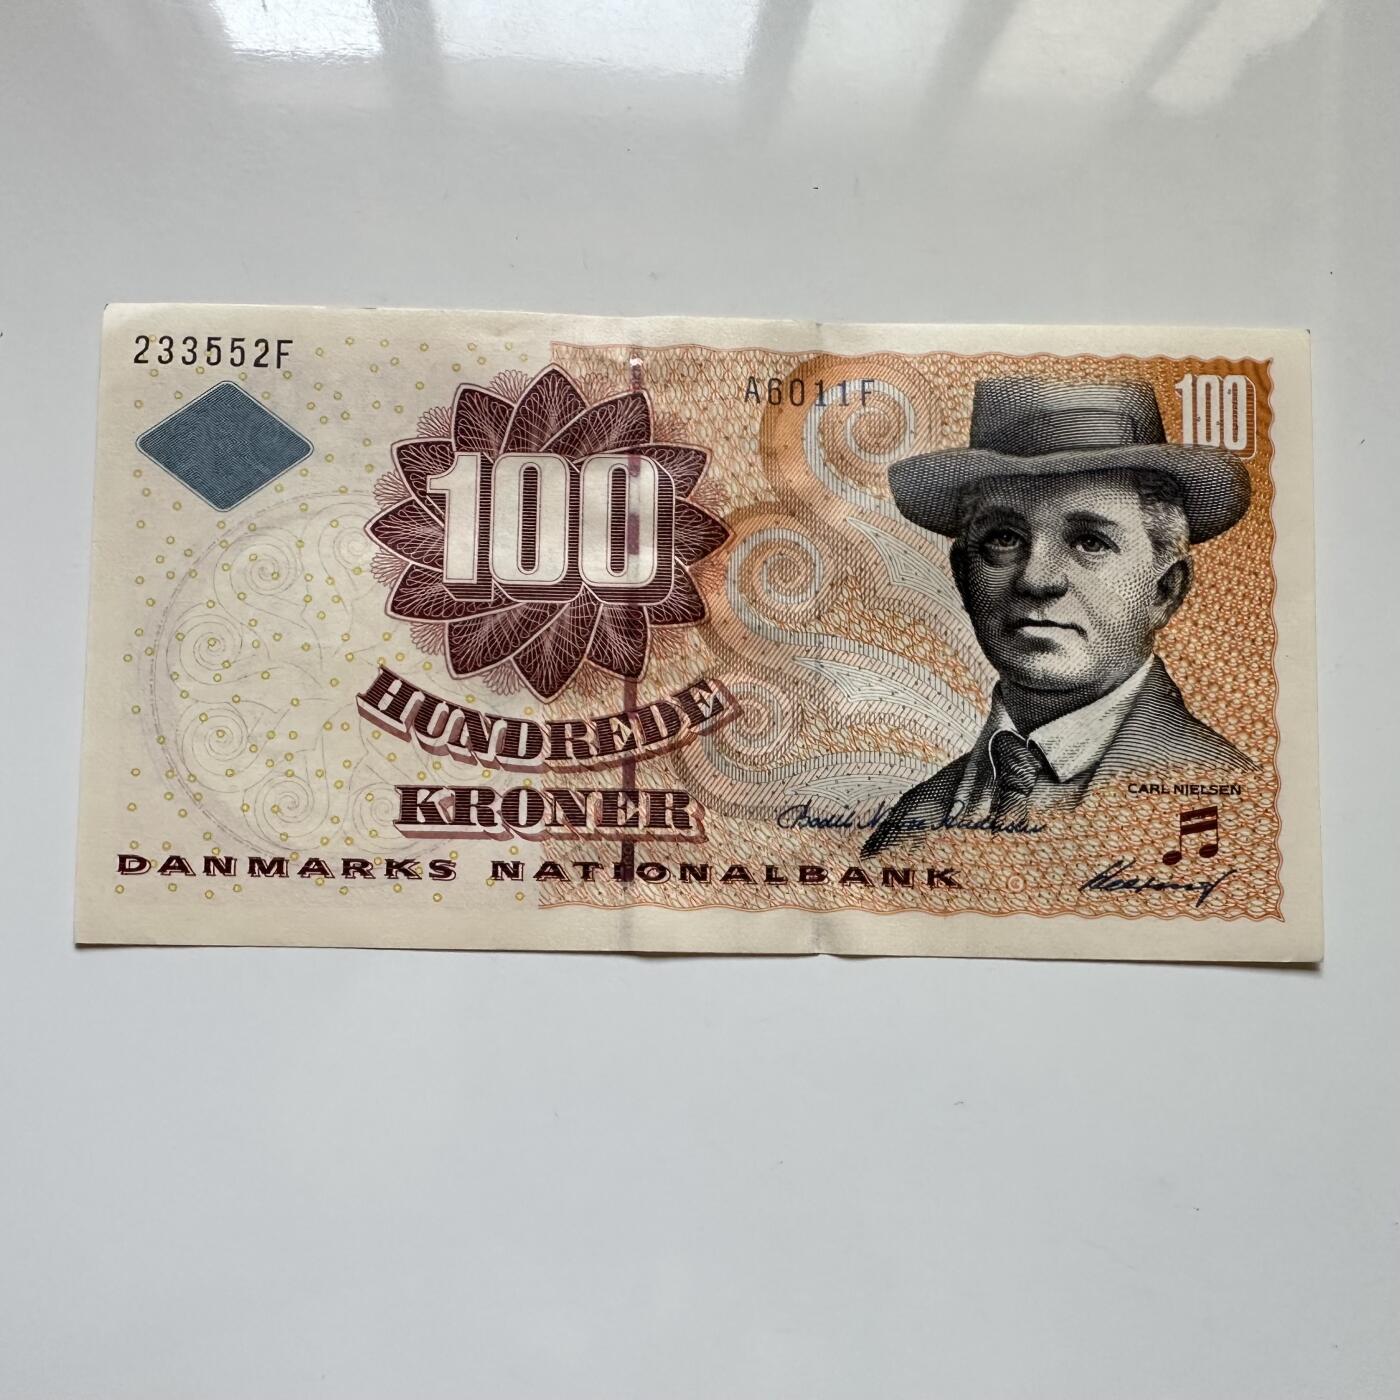 233552F
A6011F
100
100
HUNDREDE
KRONER
CARL NIELSEN
DANMARKS NATIONALBANK